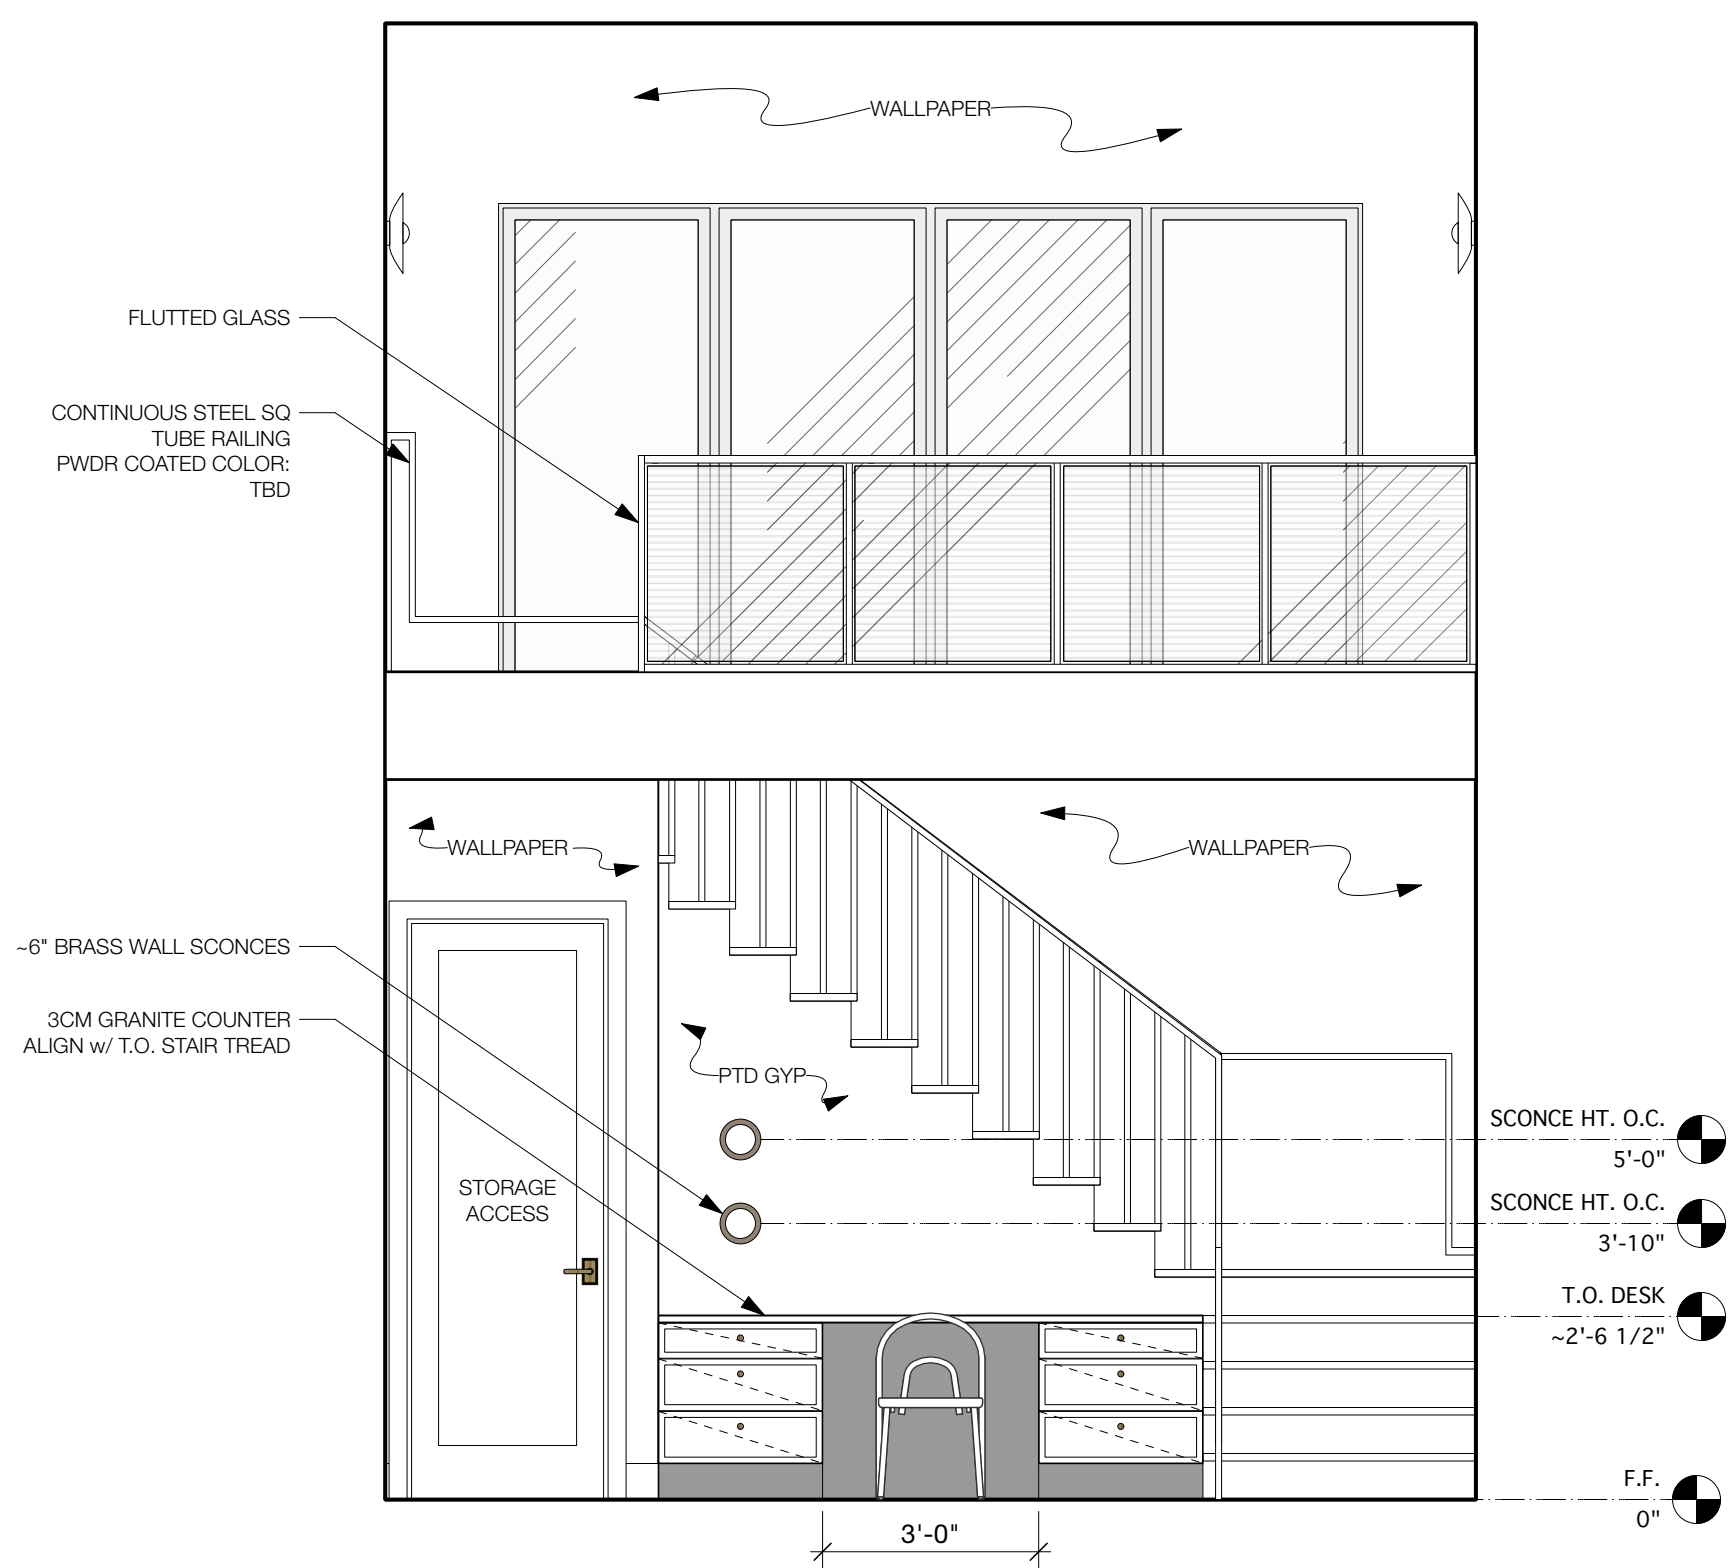 WALLPAPER
FLUTTED GLASS
CONTINUOUS STEEL SQ
TUBE RAILING
PWDR COATED COLOR:
TBD
WALLPAPER
WALLPAPER
~6" BRASS WALL SCONCES
3CM GRANITE COUNTER
ALIGN w/ T.O. STAIR TREAD
PTD GYP
STORAGE
ACCESS
SCONCE HT. O.C.
5'-0"
SCONCE HT. O.C.
3'-10"
T.O. DESK
~2'-6 1/2"
F.F.
0"
3'-0"